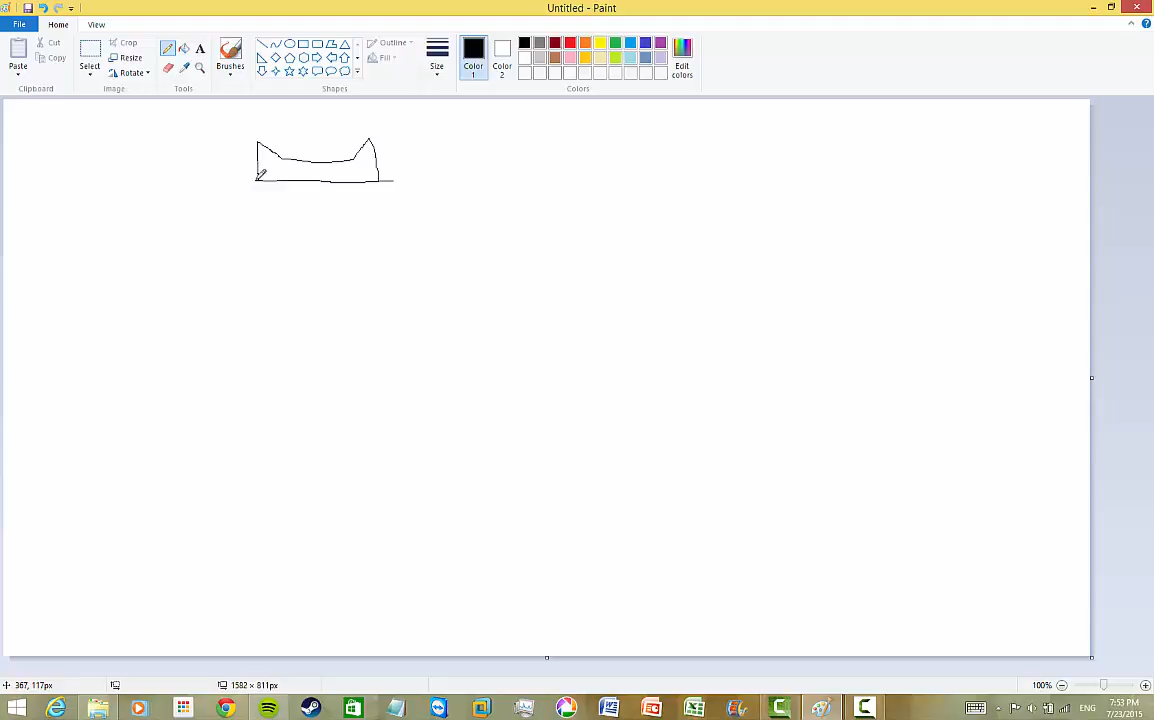 Untitled - Paint
File Home View
Paste
Cut
Copy
Clipboard
Select
Crop
Resize
Rotate
Image
A
Tools
Brushes
Outline
Fill
Shapes
Size
Color 1
Color 2
Edit colors
Colors
367, 117px
1582 × 811px
100%
ENG
7:53 PM
7/23/2015